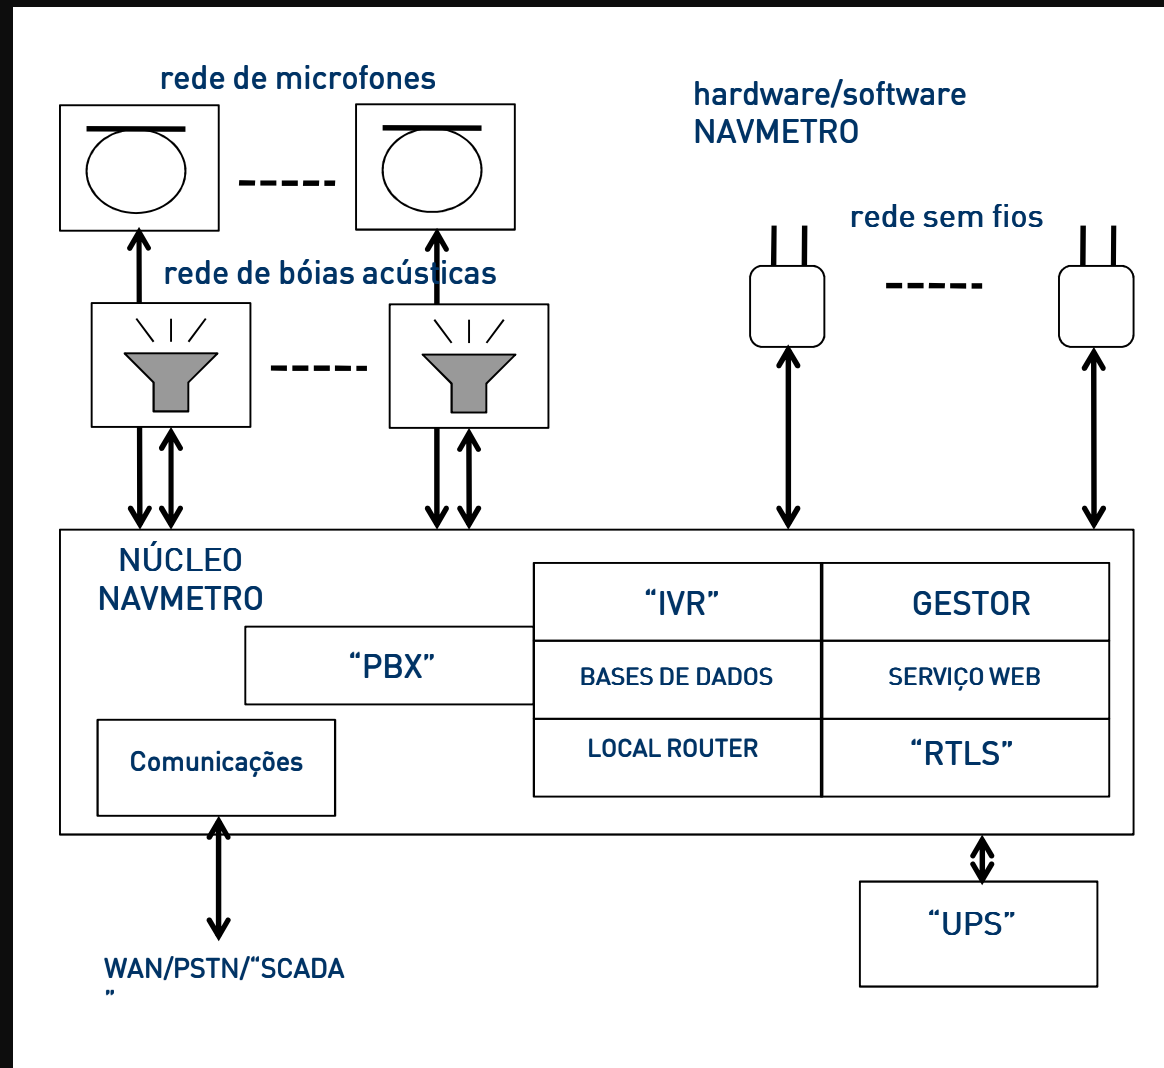 rede de microfones
hardware/software
NAVMETRO
rede sem fios
rede de bóias acústicas
NÚCLEO
NAVMETRO
“IVR”
GESTOR
“PBX”
BASES DE DADOS
SERVIÇO WEB
LOCAL ROUTER
“RTLS”
Comunicações
“UPS”
WAN/PSTN/“SCADA
”